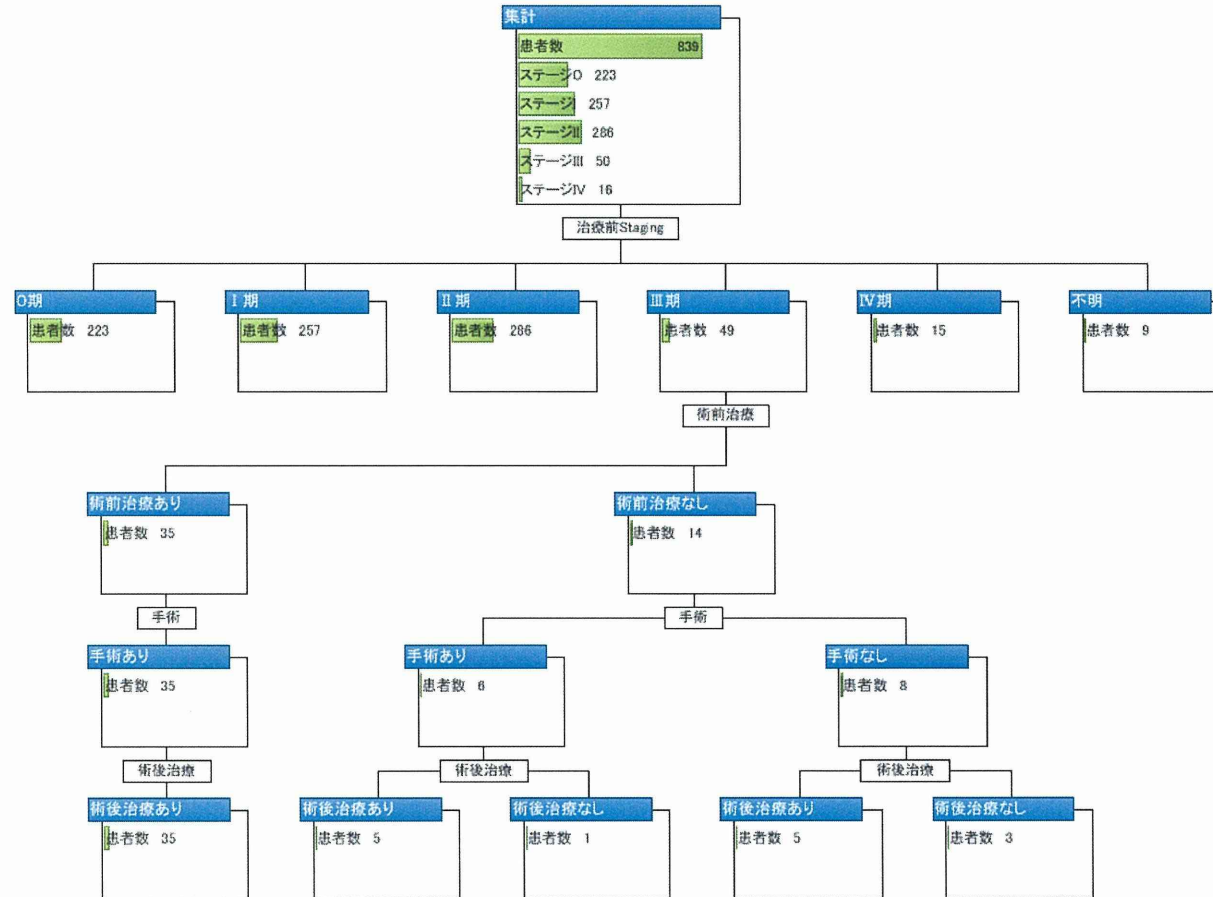 集計
患者数 839
ステージ0 223
ステージI 257
ステージII 286
ステージIII 50
ステージIV 16
治療前Staging
0期
患者数 223
I期
患者数 257
II期
患者数 286
III期
患者数 49
IV期
患者数 15
不明
患者数 9
術前治療
術前治療あり
患者数 35
術前治療なし
患者数 14
手術
手術
手術あり
患者数 35
手術あり
患者数 6
手術なし
患者数 8
術後治療
術後治療
術後治療
術後治療あり
患者数 35
術後治療あり
患者数 5
術後治療なし
患者数 1
術後治療あり
患者数 5
術後治療なし
患者数 3